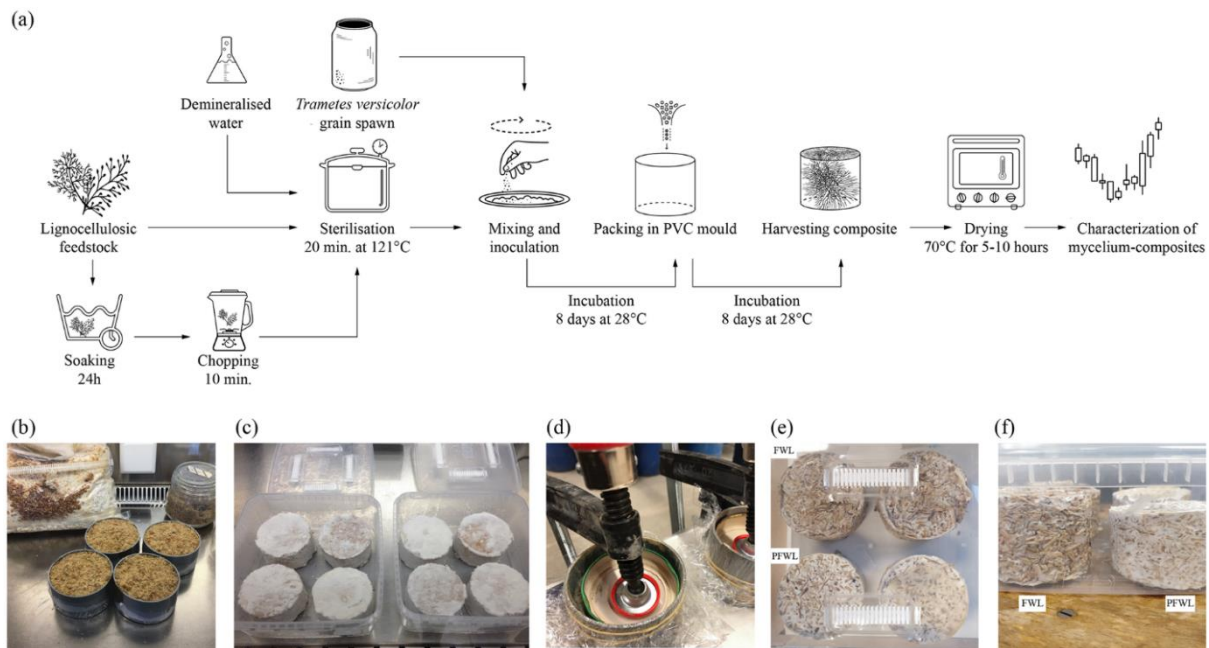 (a)
Demineralised
water
Trametes versicolor
grain spawn
Lignocellulosic
feedstock
Sterilisation
20 min. at 121°C
Mixing and
inoculation
Packing in PVC mould
Harvesting composite
Drying
70°C for 5-10 hours
Characterization of
mycelium-composites
Incubation
8 days at 28°C
Incubation
8 days at 28°C
Soaking
24h
Chopping
10 min.
(b)
(c)
(d)
(e)
(f)
FWL
PFWL
FWL
PFWL